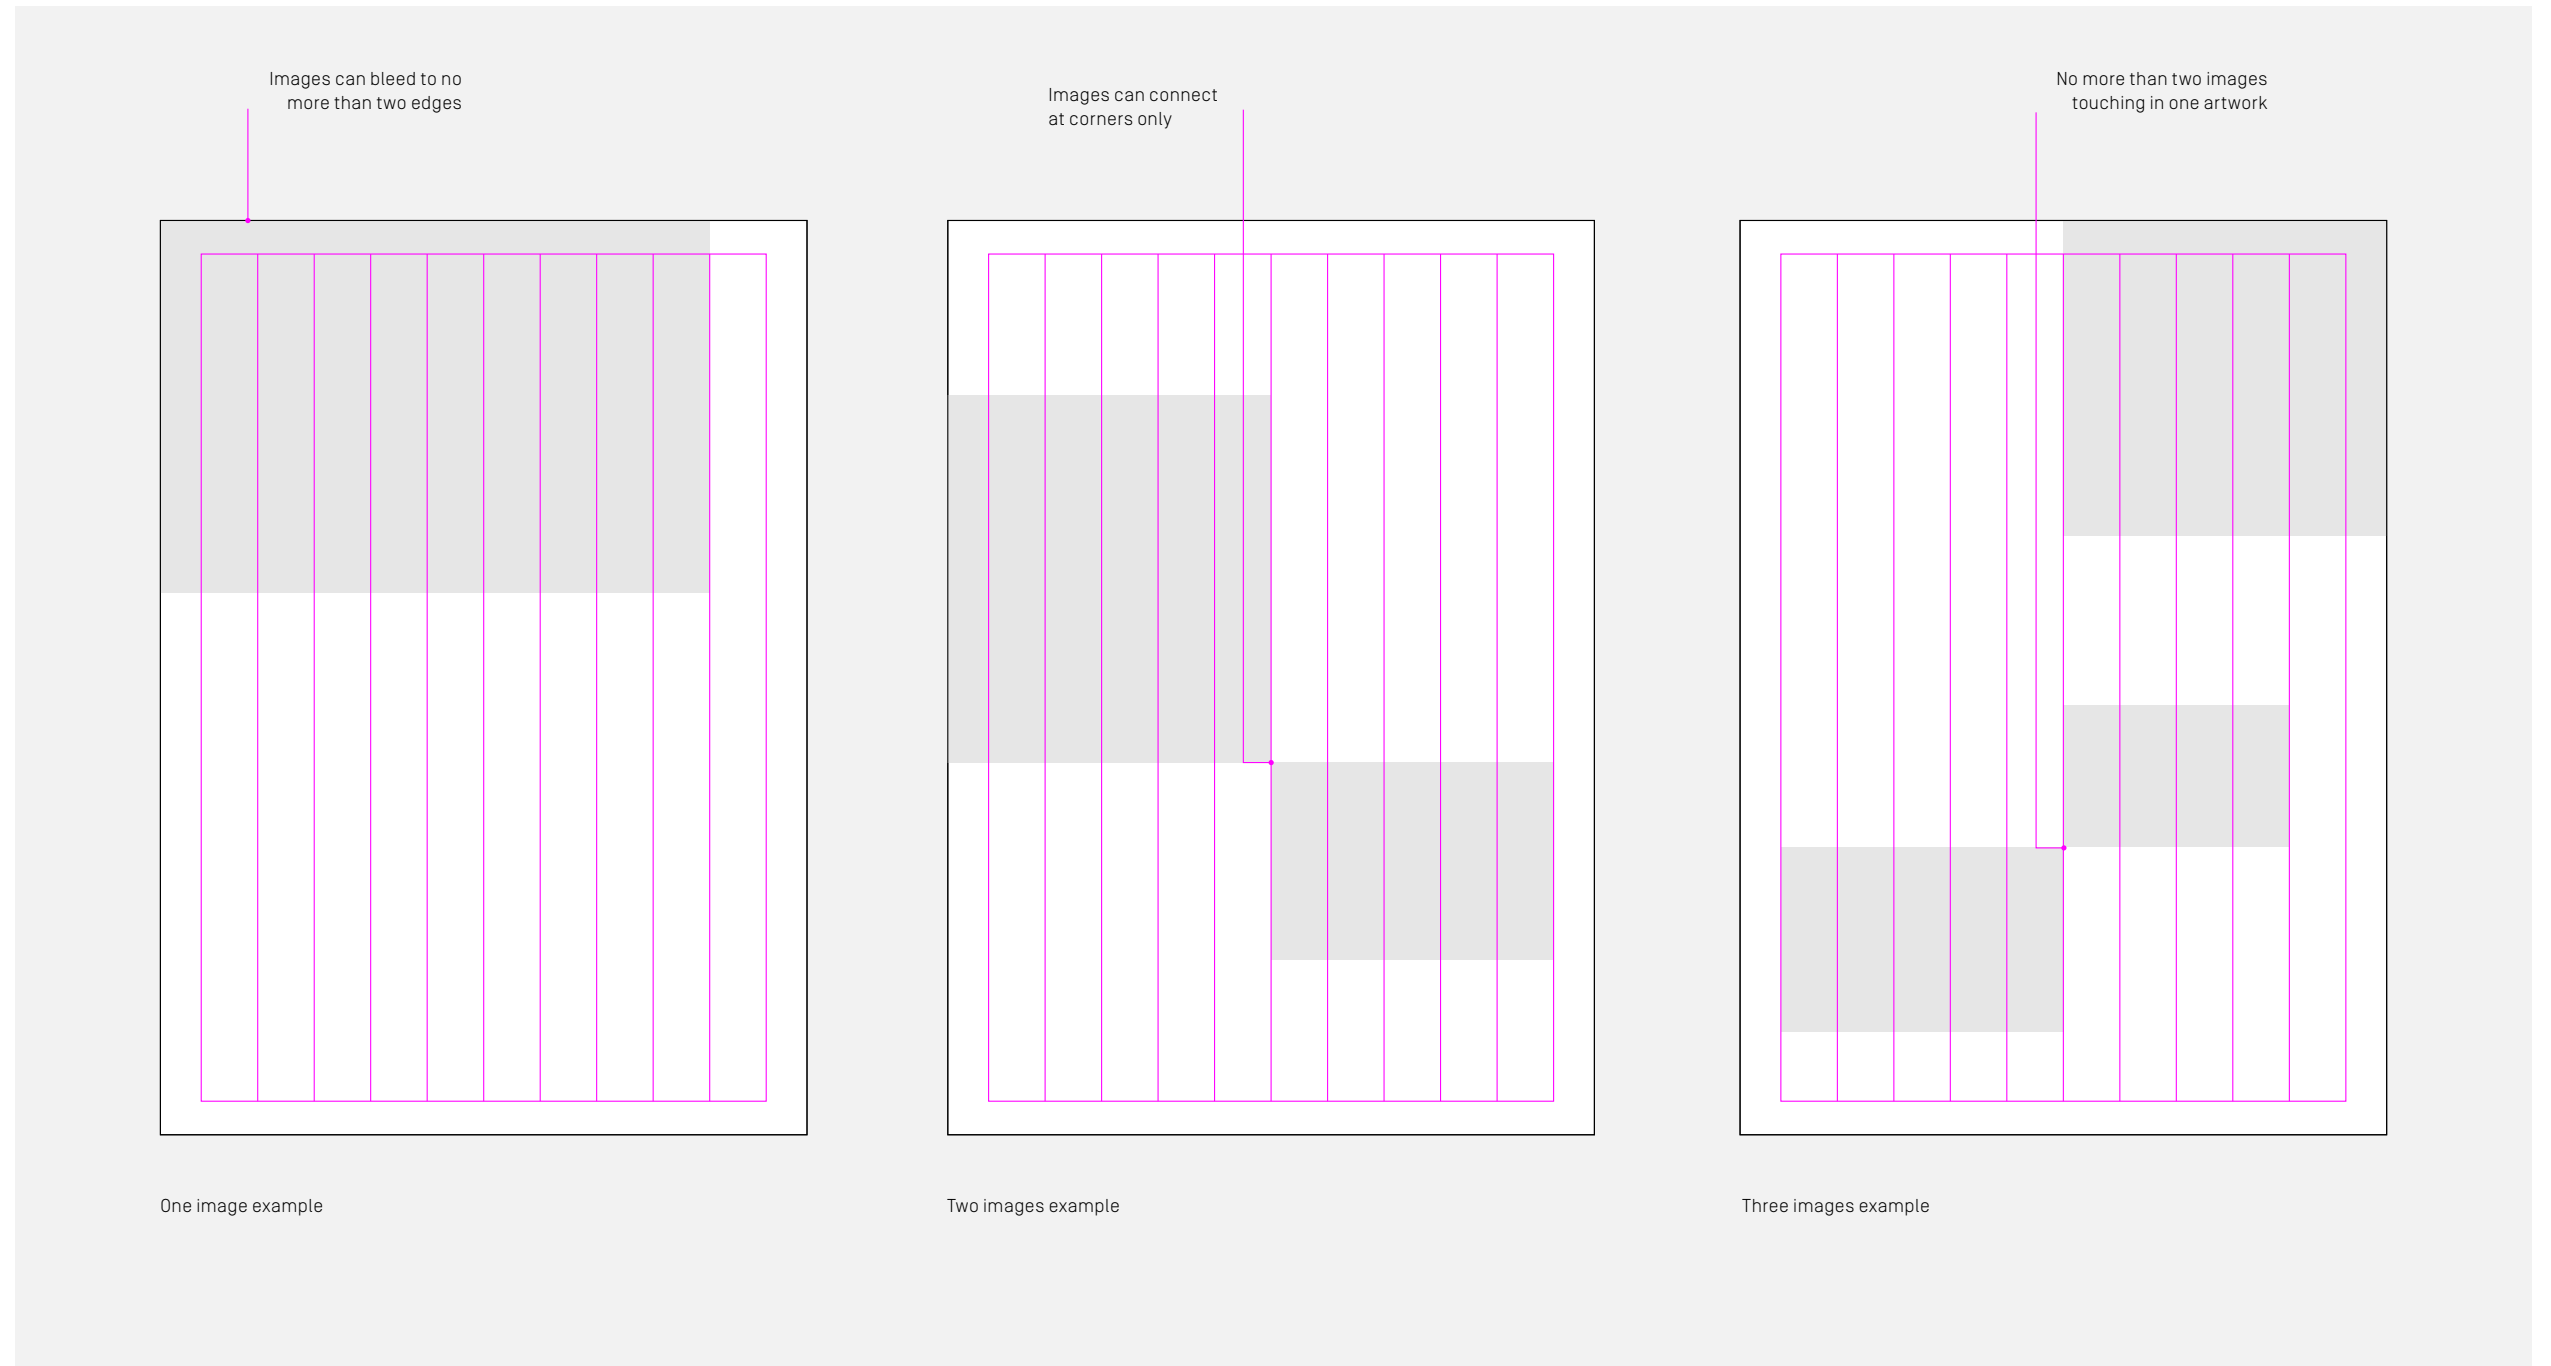 Images can bleed to no
more than two edges
Images can connect
at corners only
No more than two images
touching in one artwork
One image example
Two images example
Three images example